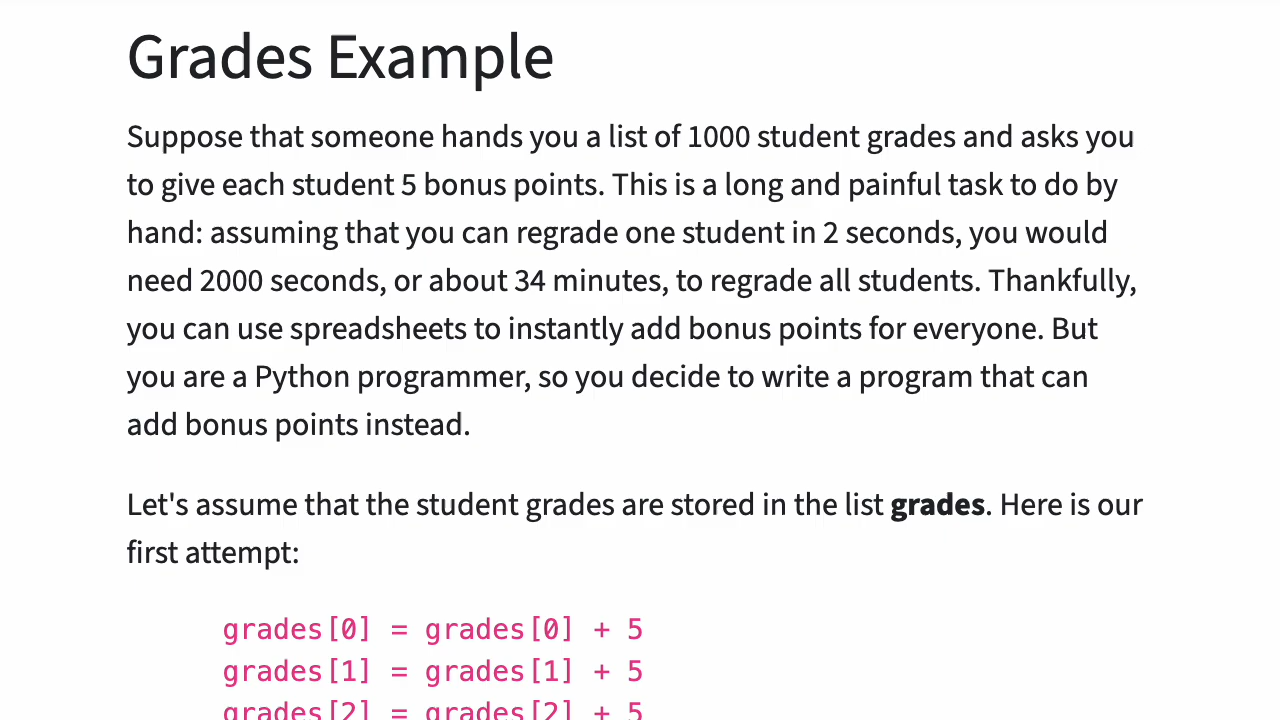 Grades Example
Suppose that someone hands you a list of 1000 student grades and asks you
to give each student 5 bonus points. This is a long and painful task to do by
hand: assuming that you can regrade one student in 2 seconds, you would
need 2000 seconds, or about 34 minutes, to regrade all students. Thankfully,
you can use spreadsheets to instantly add bonus points for everyone. But
you are a Python programmer, so you decide to write a program that can
add bonus points instead.
Let's assume that the student grades are stored in the list grades. Here is our
first attempt:
grades[0] = grades[0] + 5
grades[1] = grades[1] + 5
grades[2] = grades[2] + 5